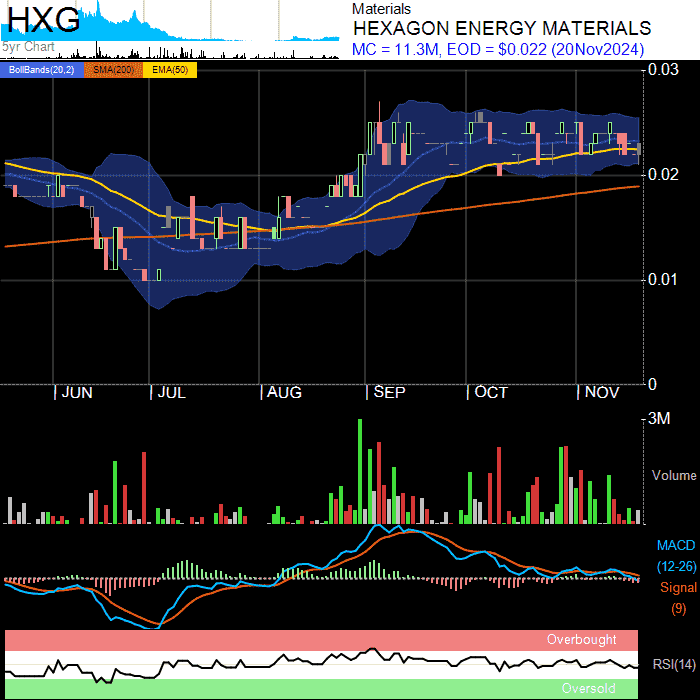 HXG
5yr Chart
Materials
HEXAGON ENERGY MATERIALS
MC = 11.3M, EOD = $0.022 (20Nov2024)
BollBands(20,2) SMA(200) EMA(50)
0.03
0.02
0.01
0
JUN JUL AUG SEP OCT NOV
3M
Volume
MACD
(12-26)
Signal
(9)
Overbought
RSI(14)
Oversold